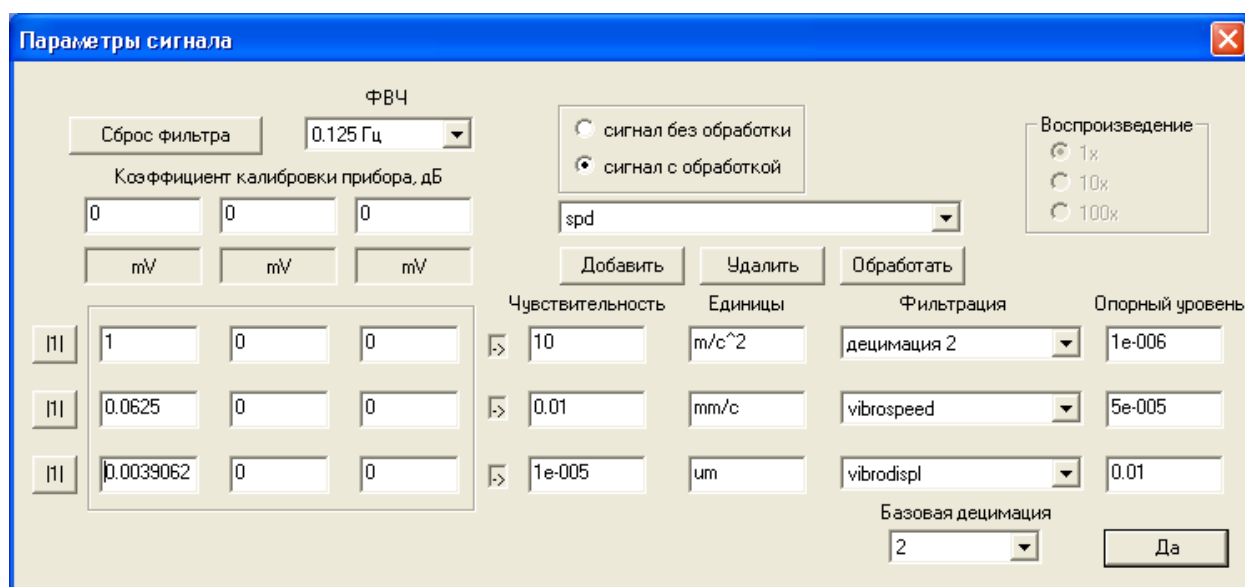 Параметры сигнала
ФВЧ
Сброс фильтра 0.125 Гц
сигнал без обработки
сигнал с обработкой
Воспроизведение
1x
10x
100x
Коэффициент калибровки прибора, дБ
0 0 0
spd
mV mV mV
Добавить Удалить Обработать
Чувствительность Единицы Фильтрация Опорный уровень
|1| 1 0 0 -> 10 m/c^2 децимация 2 1e-006
|1| 0.0625 0 0 -> 0.01 mm/c vibrospeed 5e-005
|1| 0.0039062 0 0 -> 1e-005 um vibrodispl 0.01
Базовая децимация
2 Да